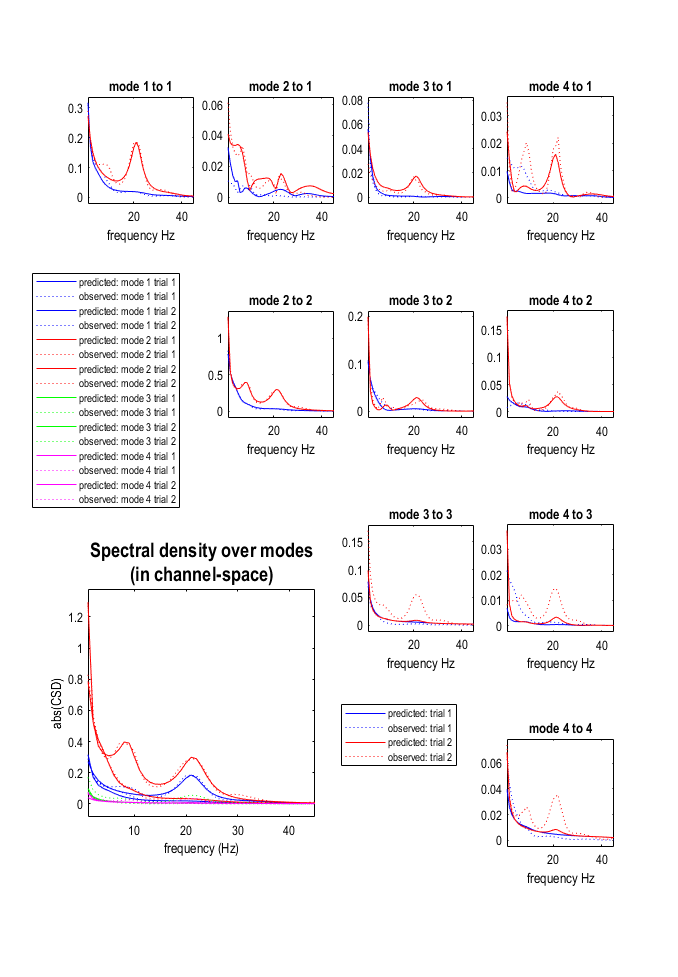 mode 1 to 1
mode 2 to 1
mode 3 to 1
mode 4 to 1
0.3
0.2
0.1
0
20
40
frequency Hz
0.06
0.04
0.02
0
20
40
frequency Hz
0.08
0.06
0.04
0.02
0
20
40
frequency Hz
0.03
0.02
0.01
0
20
40
frequency Hz
predicted: mode 1 trial 1
observed: mode 1 trial 1
predicted: mode 1 trial 2
observed: mode 1 trial 2
predicted: mode 2 trial 1
observed: mode 2 trial 1
predicted: mode 2 trial 2
observed: mode 2 trial 2
predicted: mode 3 trial 1
observed: mode 3 trial 1
predicted: mode 3 trial 2
observed: mode 3 trial 2
predicted: mode 4 trial 1
observed: mode 4 trial 1
predicted: mode 4 trial 2
observed: mode 4 trial 2
mode 2 to 2
mode 3 to 2
mode 4 to 2
1
0.5
0
20
40
frequency Hz
0.2
0.1
0
20
40
frequency Hz
0.15
0.1
0.05
0
20
40
frequency Hz
mode 3 to 3
mode 4 to 3
0.15
0.1
0.05
0
20
40
frequency Hz
0.03
0.02
0.01
0
20
40
frequency Hz
Spectral density over modes
(in channel-space)
1.2
1
0.8
0.6
0.4
0.2
0
abs(CSD)
10
20
30
40
frequency (Hz)
predicted: trial 1
observed: trial 1
predicted: trial 2
observed: trial 2
mode 4 to 4
0.06
0.04
0.02
0
20
40
frequency Hz